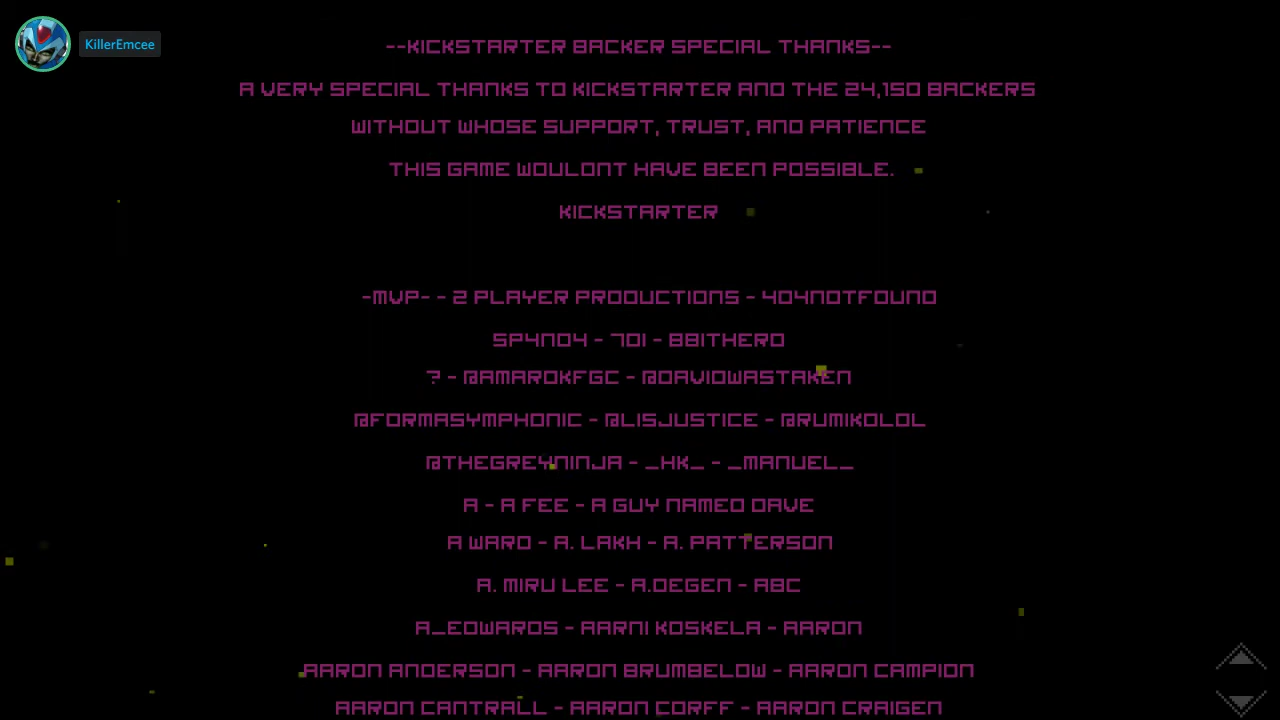 KillerEmcee
--KICKSTARTER BACKER SPECIAL THANKS--
A VERY SPECIAL THANKS TO KICKSTARTER AND THE 24,150 BACKERS
WITHOUT WHOSE SUPPORT, TRUST, AND PATIENCE
THIS GAME WOULDNT HAVE BEEN POSSIBLE.
KICKSTARTER
-MVP- - 2 PLAYER PRODUCTIONS - 404NOTFOUND
5P4ND4 - 701 - 88ITHERO
? - @AMAROKFGC - @DAVIDWASTAKEN
@FORMASYMPHONIC - @LISJUSTICE - @RUMIKOLOL
@THEGREYNINJA - _HK_ - _MANUEL_
A - A FEE - A GUY NAMED DAVE
A WARD - A. LAKH - A. PATTERSON
A. MIRU LEE - A.DEGEN - ABC
A_EDWARDS - AARNI KOSKELA - AARON
AARON ANDERSON - AARON BRUMBELOW - AARON CAMPION
AARON CANTRALL - AARON CORFF - AARON CRAIGEN